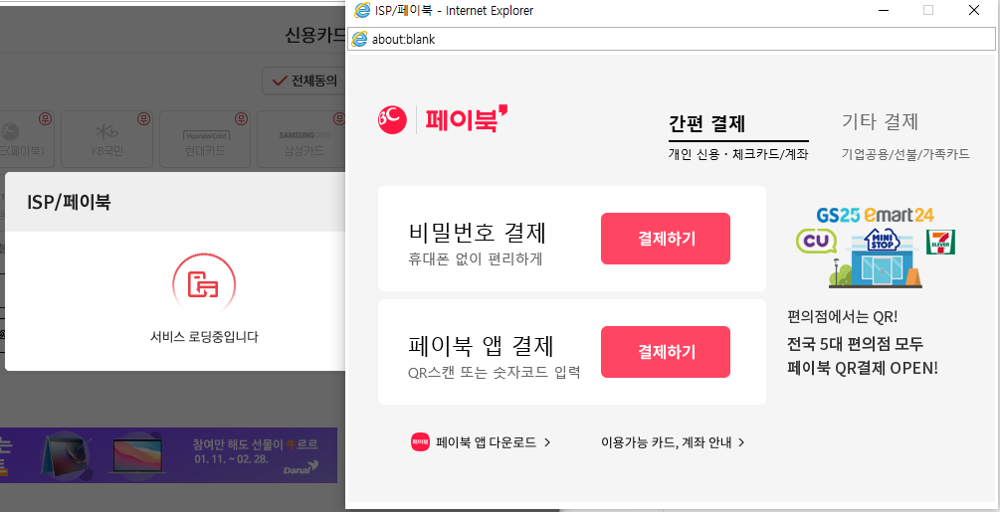 ISP/페이북 - Internet Explorer
about:blank
신용카드
전체동의
KB국민
현대카드
삼성카드
ISP/페이북
서비스 로딩중입니다
참여만 해도 선물이 우르르
01. 11. ~ 02. 28.
Danal
BC 페이북
간편 결제
개인 신용 · 체크카드/계좌
기타 결제
기업공용/선불/가족카드
비밀번호 결제
휴대폰 없이 편리하게
결제하기
페이북 앱 결제
QR스캔 또는 숫자코드 입력
결제하기
페이북 앱 다운로드 >
이용가능 카드, 계좌 안내 >
GS25 emart24
CU MINI STOP 7 ELEVEN
편의점에서는 QR!
전국 5대 편의점 모두
페이북 QR결제 OPEN!